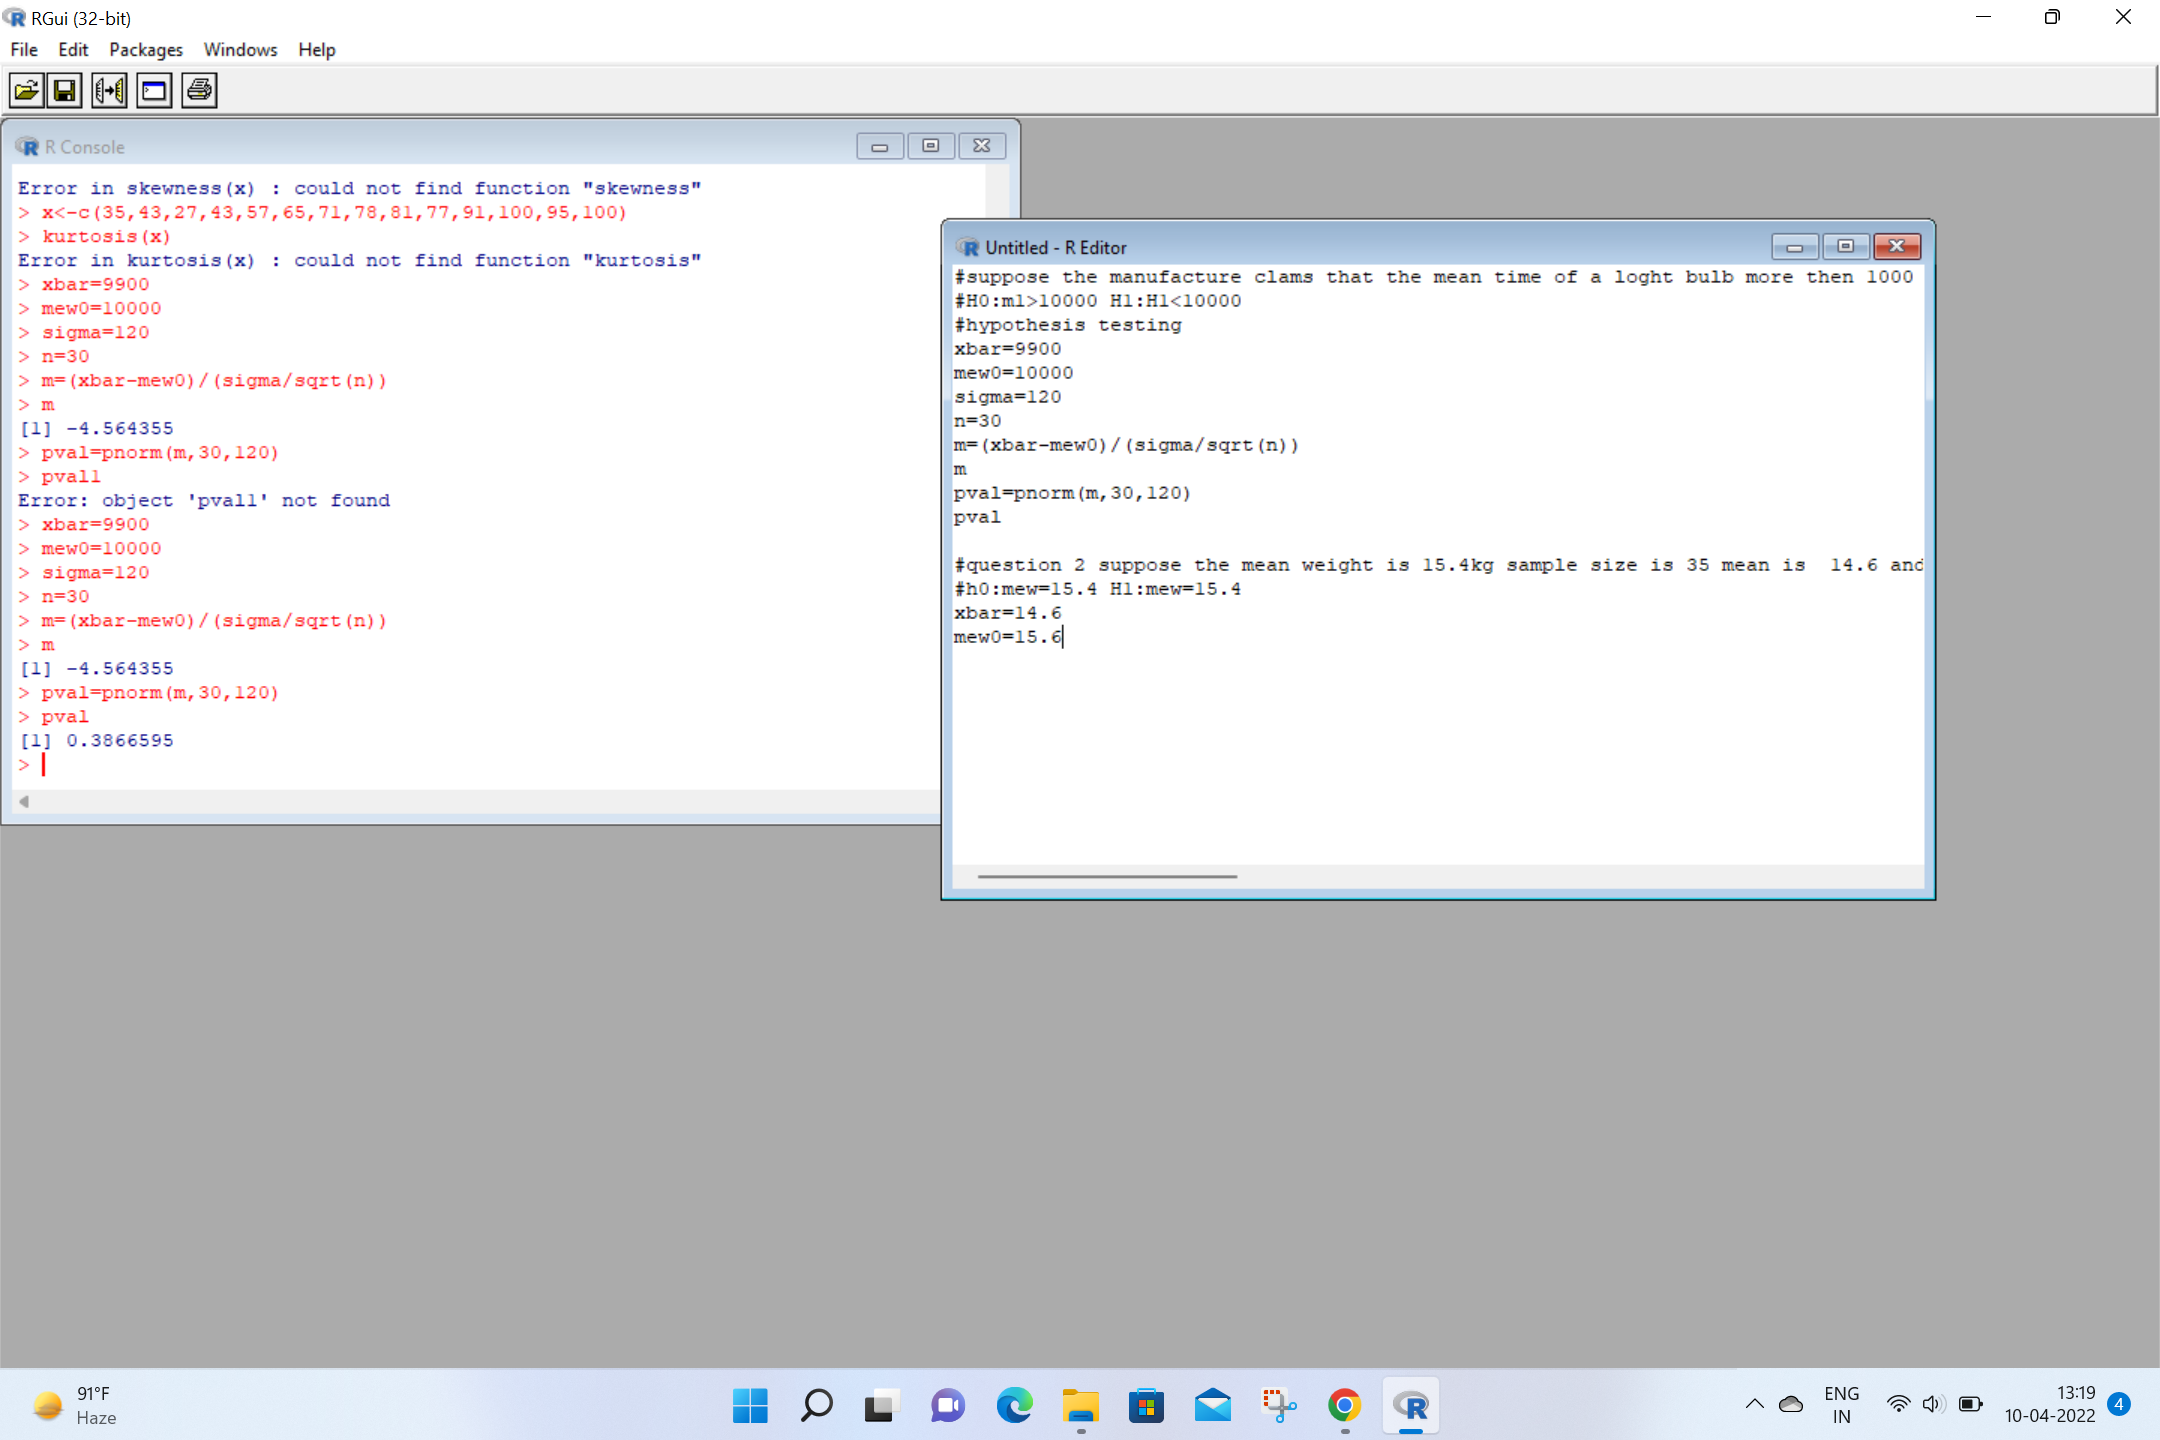 RGui (32-bit)
File Edit Packages Windows Help
R Console
Error in skewness(x) : could not find function "skewness"
> x<-c(35,43,27,43,57,65,71,78,81,77,91,100,95,100)
> kurtosis(x)
Error in kurtosis(x) : could not find function "kurtosis"
> xbar=9900
> mew0=10000
> sigma=120
> n=30
> m=(xbar-mew0)/(sigma/sqrt(n))
> m
[1] -4.564355
> pval=pnorm(m,30,120)
> pval1
Error: object 'pval1' not found
> xbar=9900
> mew0=10000
> sigma=120
> n=30
> m=(xbar-mew0)/(sigma/sqrt(n))
> m
[1] -4.564355
> pval=pnorm(m,30,120)
> pval
[1] 0.3866595
>
Untitled - R Editor
#suppose the manufacture clams that the mean time of a loght bulb more then 1000
#H0:m1>10000 H1:H1<10000
#hypothesis testing
xbar=9900
mew0=10000
sigma=120
n=30
m=(xbar-mew0)/(sigma/sqrt(n))
m
pval=pnorm(m,30,120)
pval
#question 2 suppose the mean weight is 15.4kg sample size is 35 mean is  14.6 and
#h0:mew=15.4 H1:mew=15.4
xbar=14.6
mew0=15.6
91°F
Haze
ENG
IN
13:19
10-04-2022
4